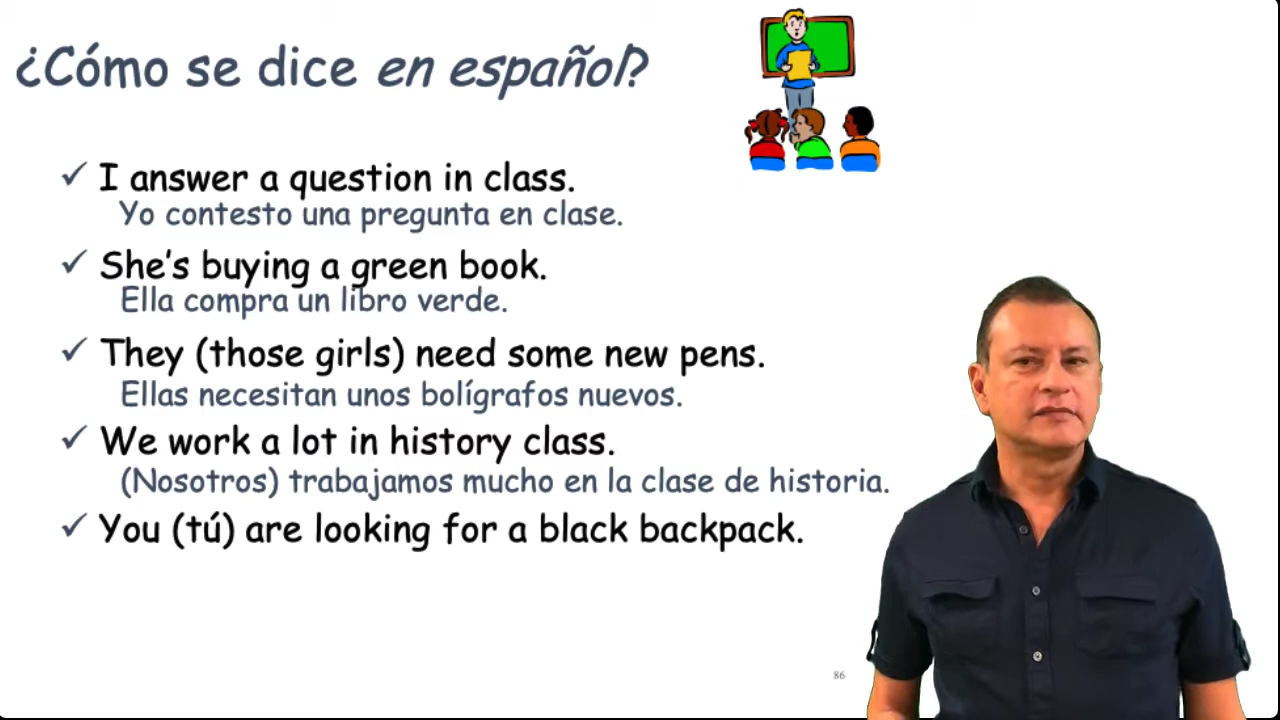 ¿Cómo se dice en español?
✓ I answer a question in class.
Yo contesto una pregunta en clase.
✓ She's buying a green book.
Ella compra un libro verde.
✓ They (those girls) need some new pens.
Ellas necesitan unos bolígrafos nuevos.
✓ We work a lot in history class.
(Nosotros) trabajamos mucho en la clase de historia.
✓ You (tú) are looking for a black backpack.
86